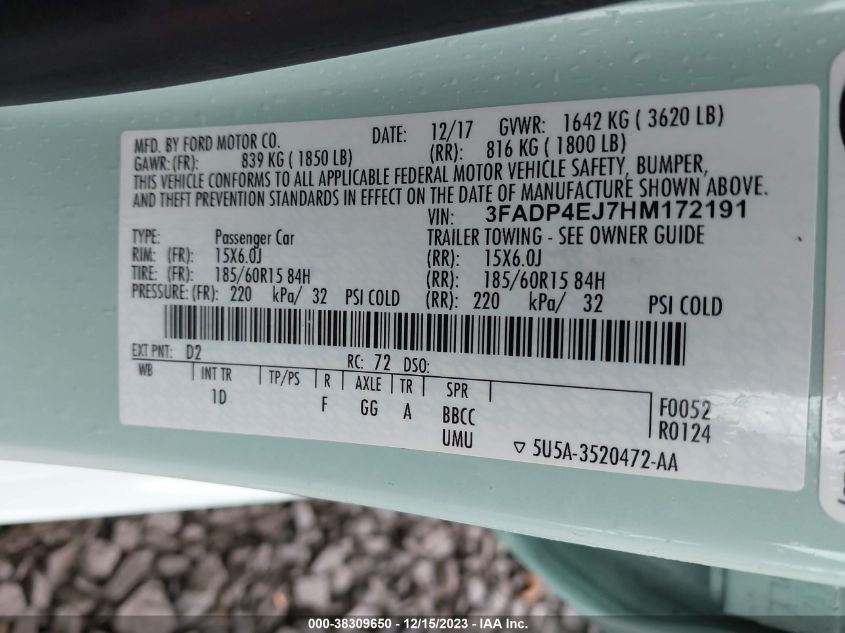 MFD. BY FORD MOTOR CO. DATE: 12/17 GVWR: 1642 KG ( 3620 LB)
GAWR: (FR): 839 KG ( 1850 LB) (RR): 816 KG ( 1800 LB)
THIS VEHICLE CONFORMS TO ALL APPLICABLE FEDERAL MOTOR VEHICLE SAFETY, BUMPER,
AND THEFT PREVENTION STANDARDS IN EFFECT ON THE DATE OF MANUFACTURE SHOWN ABOVE.
VIN: 3FADP4EJ7HM172191
TYPE: Passenger Car TRAILER TOWING - SEE OWNER GUIDE
RIM: (FR): 15X6.0J (RR): 15X6.0J
TIRE: (FR): 185/60R15 84H (RR): 185/60R15 84H
PRESSURE: (FR): 220 kPa/ 32 PSI COLD (RR): 220 kPa/ 32 PSI COLD
EXT PNT: D2 RC: 72 DSO:
WB INT TR TP/PS R AXLE TR SPR
1D F GG A BBCC F0052
UMU R0124
▽ 5U5A-3520472-AA
000-38309650 - 12/15/2023 - IAA Inc.